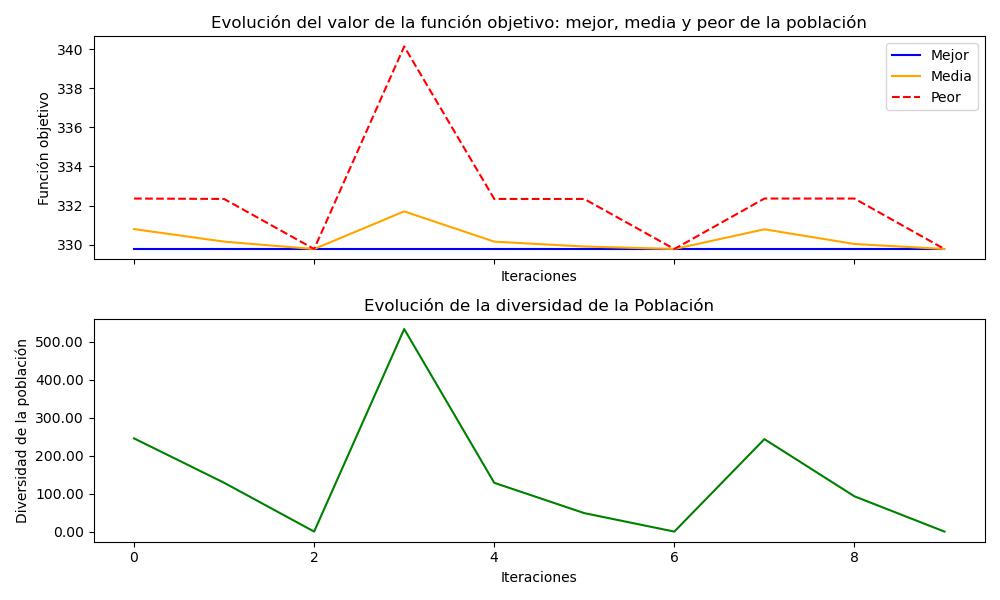 Evolución del valor de la función objetivo: mejor, media y peor de la población
340
338
336
334
332
330
Función objetivo
Mejor
Media
Peor
Iteraciones
Evolución de la diversidad de la Población
500.00
400.00
300.00
200.00
100.00
0.00
Diversidad de la población
0 2 4 6 8
Iteraciones